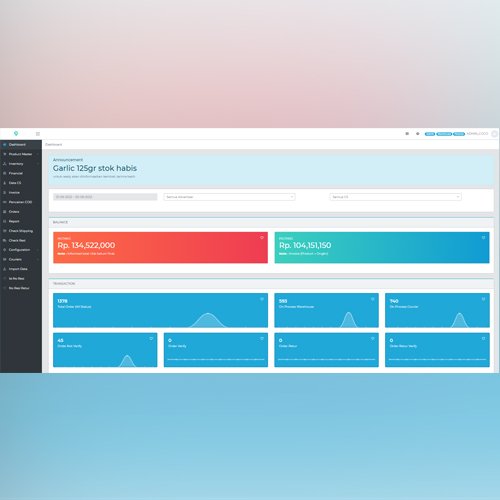 Dashboard
Dashboard
Product Master
Inventory
Financial
Data CS
Invoice
Pencairan COD
Orders
Report
Check Shipping
Check Resi
Configuration
Couriers
Import Data
Id No Resi
No Resi Retur
Announcement
Garlic 125gr stok habis
Semua Advertiser
Semua CS
BALANCE
Rp. 134,522,000
Rp. 104,151,150
TRANSACTION
1378
Total Order (All Status)
593
On Process Warehouse
740
On Process Courier
45
Order Not Verify
0
Order Verify
0
Order Retur
0
Order Retur Verify